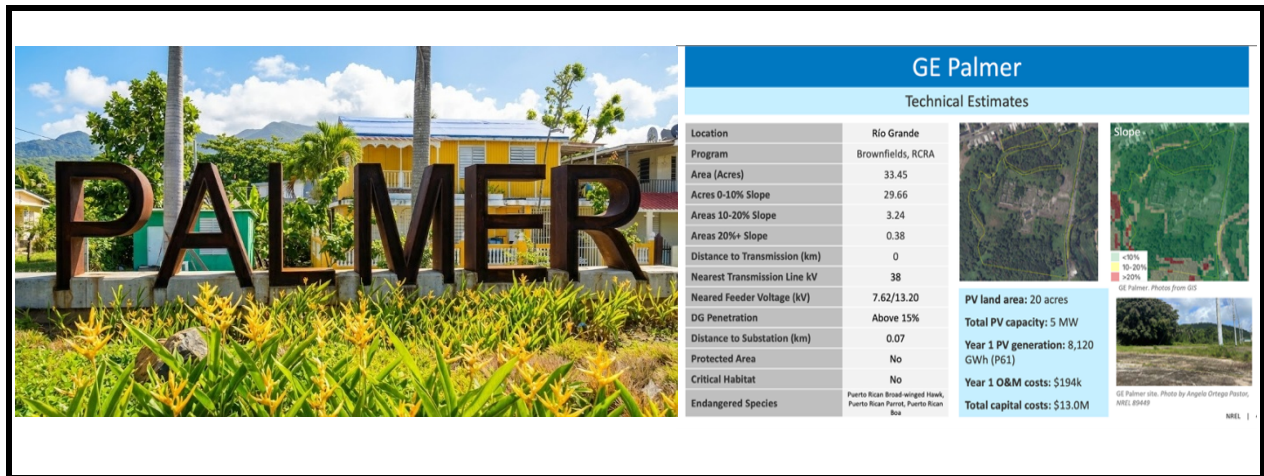 PALMER
GE Palmer
Technical Estimates
Location Río Grande
Program Brownfields, RCRA
Area (Acres) 33.45
Acres 0-10% Slope 29.66
Areas 10-20% Slope 3.24
Areas 20%+ Slope 0.38
Distance to Transmission (km) 0
Nearest Transmission Line kV 38
Neared Feeder Voltage (kV) 7.62/13.20
DG Penetration Above 15%
Distance to Substation (km) 0.07
Protected Area No
Critical Habitat No
Endangered Species Puerto Rican Broad-winged Hawk,
Puerto Rican Parrot, Puerto Rican
Boa
Slope
<10%
10-20%
>20%
GE Palmer. Photos from GIS
PV land area: 20 acres
Total PV capacity: 5 MW
Year 1 PV generation: 8,120
GWh (P61)
Year 1 O&M costs: $194k
Total capital costs: $13.0M
GE Palmer site. Photo by Angela Ortega Pastor,
NREL 89449
NREL |